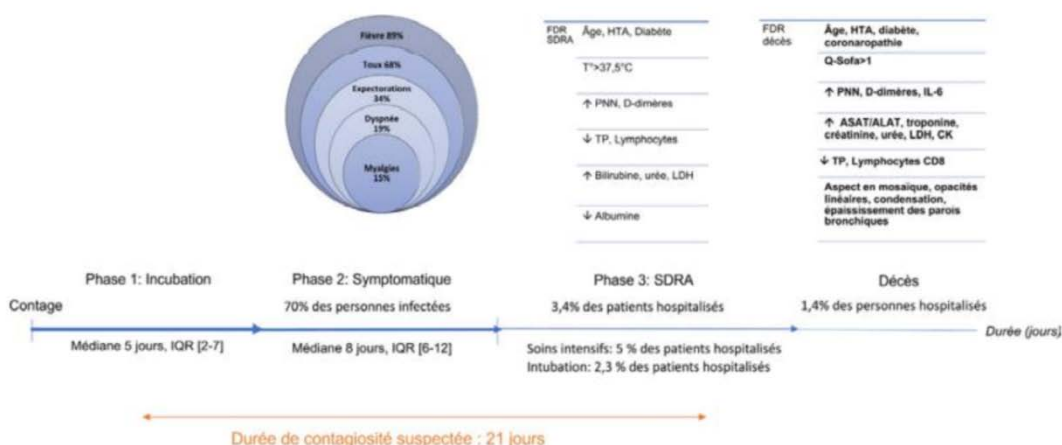 Fièvre 89%
Toux 68%
Expectorations
34%
Dyspnée
19%
Myalgies
15%
FDR
SDRA
Âge, HTA, Diabète
T°>37,5°C
↑ PNN, D-dimères
↓ TP, Lymphocytes
↑ Bilirubine, urée, LDH
↓ Albumine
FDR
décès
Âge, HTA, diabète,
coronaropathie
Q-Sofa>1
↑ PNN, D-dimères, IL-6
↑ ASAT/ALAT, troponine,
créatinine, urée, LDH, CK
↓ TP, Lymphocytes CD8
Aspect en mosaïque, opacités
linéaires, condensation,
épaississement des parois
bronchiques
Phase 1: Incubation
Phase 2: Symptomatique
Phase 3: SDRA
Décès
Contage
70% des personnes infectées
3,4% des patients hospitalisés
1,4% des personnes hospitalisés
Durée (jours)
Médiane 5 jours, IQR [2-7]
Médiane 8 jours, IQR [6-12]
Soins intensifs: 5 % des patients hospitalisés
Intubation: 2,3 % des patients hospitalisés
Durée de contagiosité suspectée : 21 jours